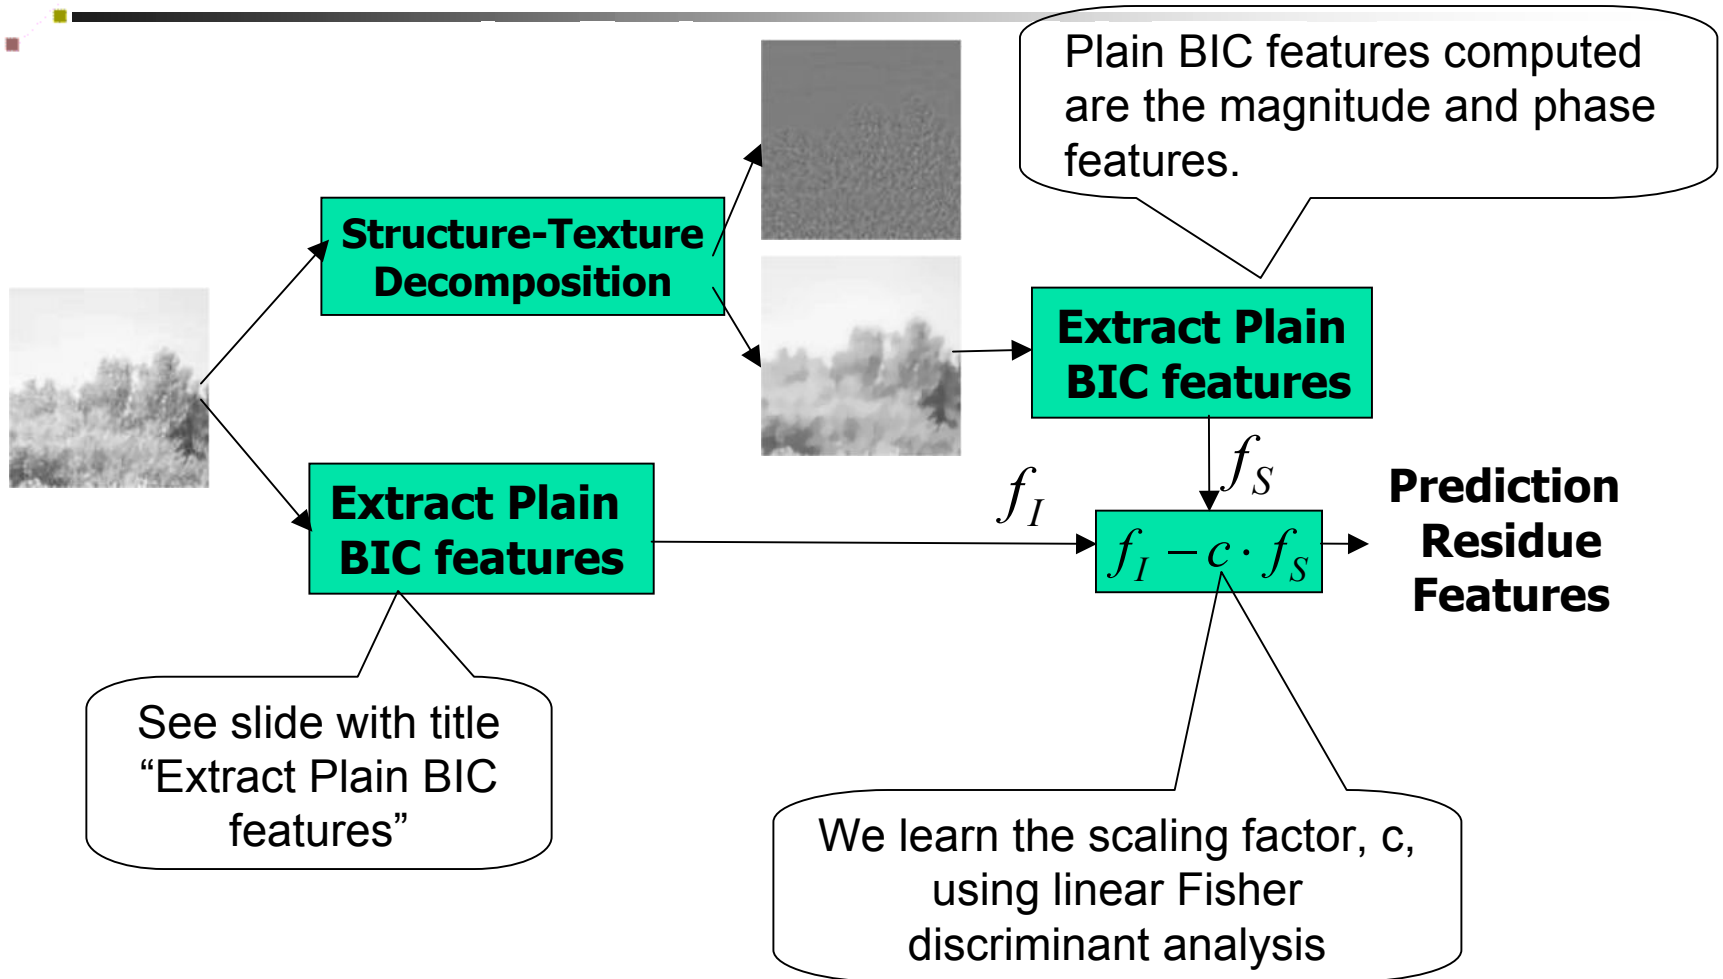 Plain BIC features computed
are the magnitude and phase
features.
Structure-Texture
Decomposition
Extract Plain
BIC features
f_S
f_I
Extract Plain
BIC features
f_I − c · f_S
Prediction
Residue
Features
See slide with title
“Extract Plain BIC
features”
We learn the scaling factor, c,
using linear Fisher
discriminant analysis